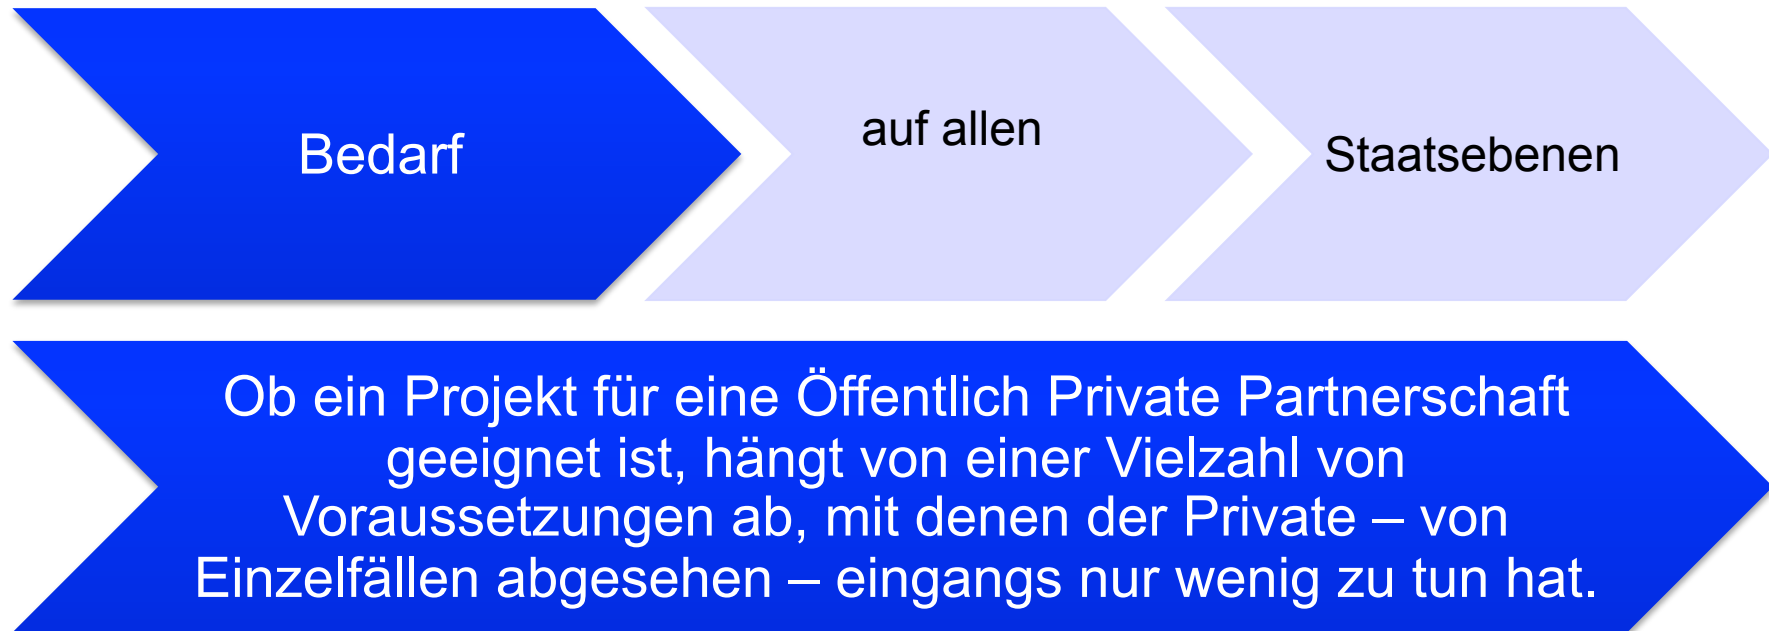 Bedarf
auf allen
Staatsebenen
Ob ein Projekt für eine Öffentlich Private Partnerschaft
geeignet ist, hängt von einer Vielzahl von
Voraussetzungen ab, mit denen der Private – von
Einzelfällen abgesehen – eingangs nur wenig zu tun hat.